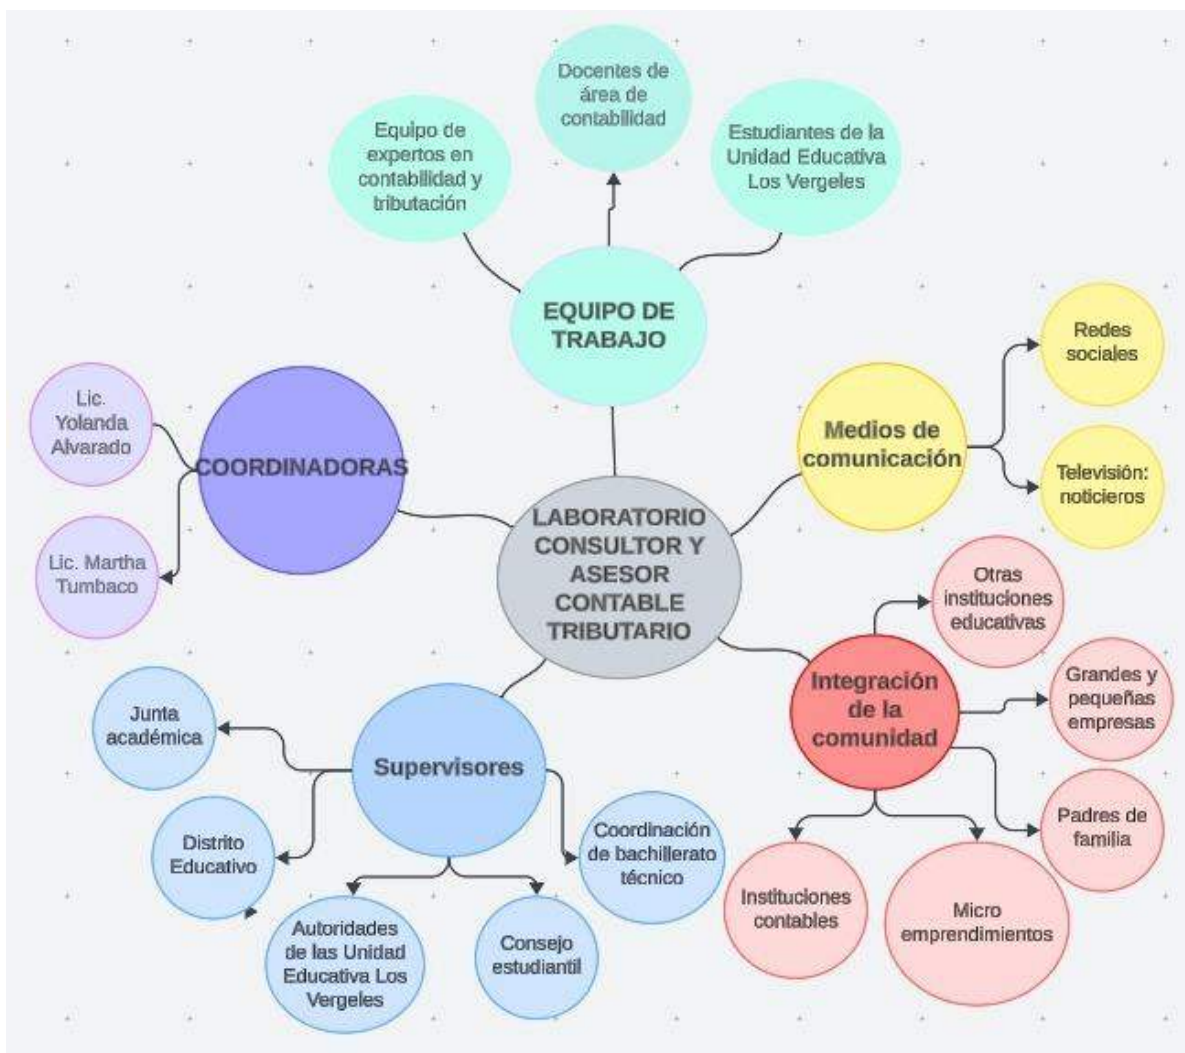 Docentes de
área de
contabilidad
Equipo de
expertos en
contabilidad y
tributación
Estudiantes de la
Unidad Educativa
Los Vergeles
EQUIPO DE
TRABAJO
Redes
sociales
Medios de
comunicación
Televisión:
noticieros
Lic.
Yolanda
Alvarado
COORDINADORAS
Lic. Martha
Tumbaco
LABORATORIO
CONSULTOR Y
ASESOR
CONTABLE
TRIBUTARIO
Otras
instituciones
educativas
Integración
de la
comunidad
Grandes y
pequeñas
empresas
Padres de
familia
Instituciones
contables
Micro
emprendimientos
Junta
académica
Supervisores
Distrito
Educativo
Coordinación
de bachillerato
técnico
Autoridades
de las Unidad
Educativa Los
Vergeles
Consejo
estudiantil